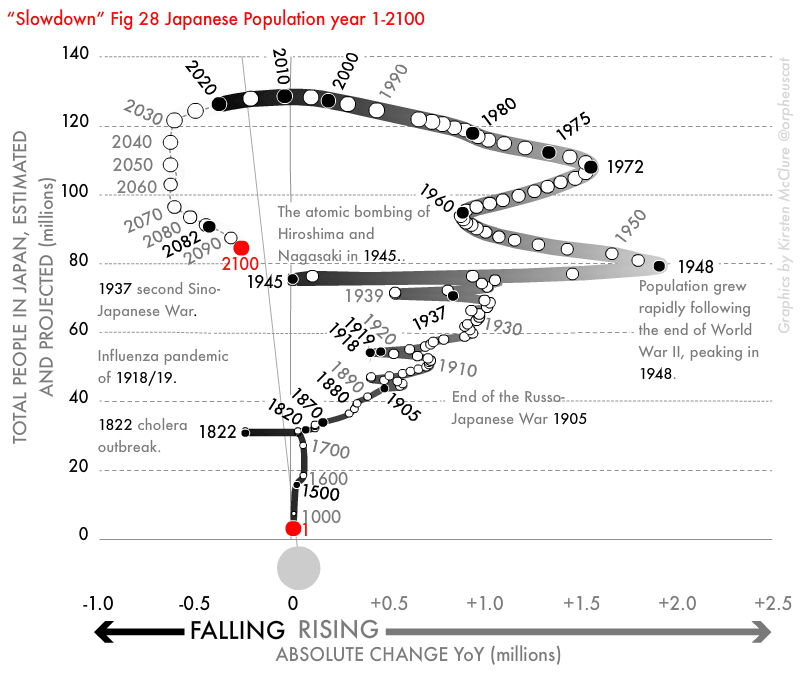 “Slowdown” Fig 28 Japanese Population year 1-2100
140
120
100
80
60
40
20
0
TOTAL PEOPLE IN JAPAN, ESTIMATED
AND PROJECTED (millions)
2020
2010
2000
1990
1980
1975
1972
2030
2040
2050
2060
2070
2080
2082
2090
2100
1960
1950
1948
The atomic bombing of
Hiroshima and
Nagasaki in 1945.
1945
Population grew
rapidly following
the end of World
War II, peaking in
1948.
1937 second Sino-
Japanese War.
1939
1937
1930
1920
1919
1918
Influenza pandemic
of 1918/19.
1910
1890
1880
1905
End of the Russo-
Japanese War 1905
1870
1820
1822 cholera
outbreak.
1822
1700
1600
1500
1000
1
-1.0
-0.5
0
+0.5
+1.0
+1.5
+2.0
+2.5
FALLING RISING
ABSOLUTE CHANGE YoY (millions)
Graphics by Kirsten McClure @orpheuscat